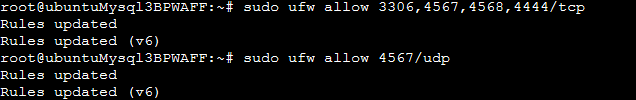 root@ubuntuMysql3BPWAFF:~# sudo ufw allow 3306,4567,4568,4444/tcp
Rules updated
Rules updated (v6)
root@ubuntuMysql3BPWAFF:~# sudo ufw allow 4567/udp
Rules updated
Rules updated (v6)